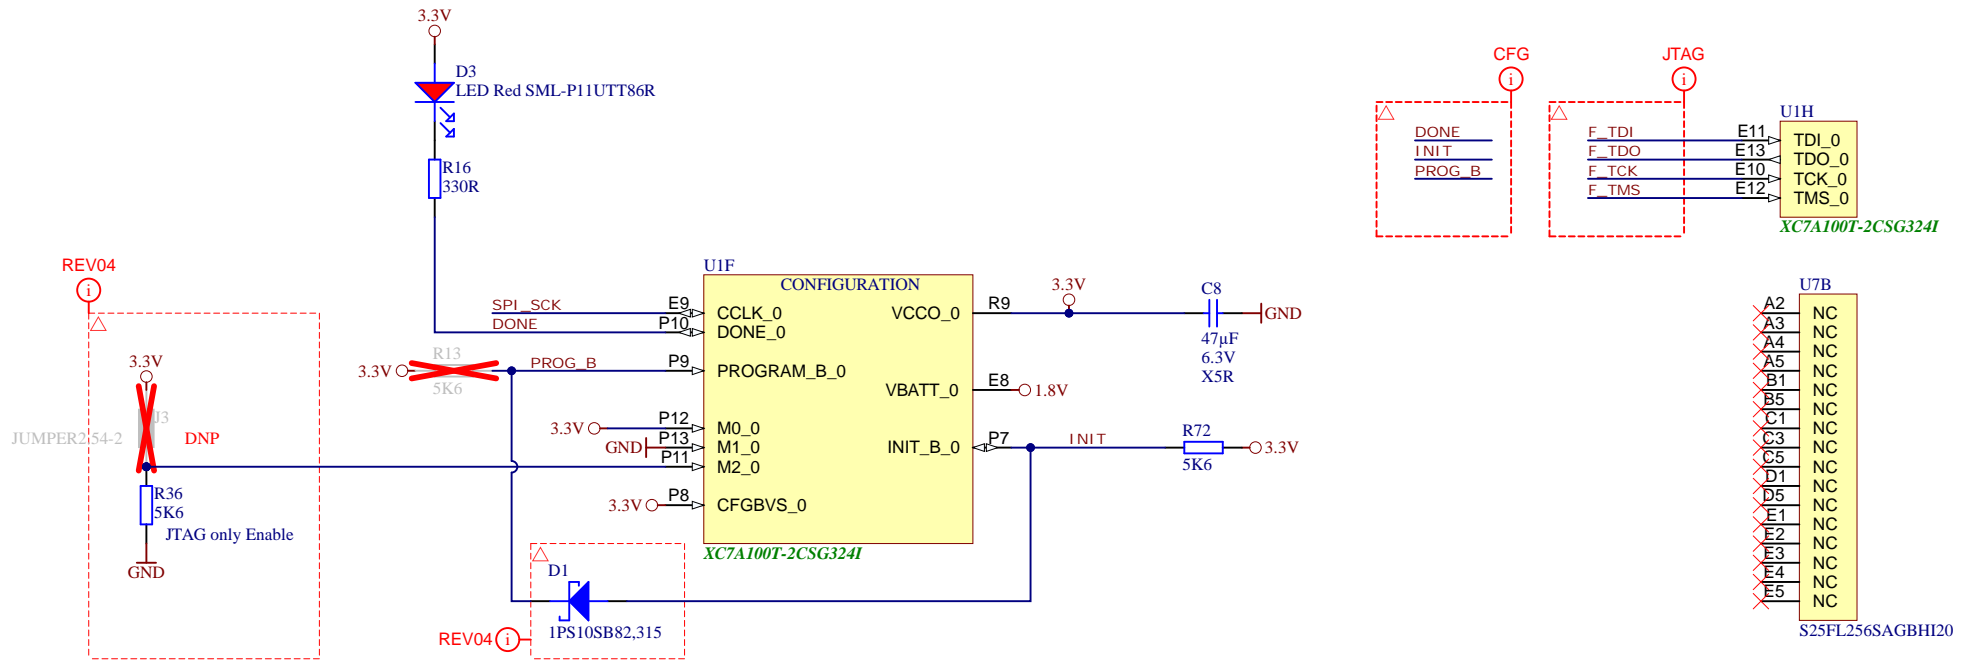 3.3V
D3
LED Red SML-P11UTT86R
R16
330R
CFG
DONE
INIT
PROG_B
JTAG
F_TDI
F_TDO
F_TCK
F_TMS
U1H
E11 TDI_0
E13 TDO_0
E10 TCK_0
E12 TMS_0
XC7A100T-2CSG324I
REV04
3.3V
J3
JUMPER2.54-2
DNP
R36
5K6
JTAG only Enable
GND
U1F
CONFIGURATION
SPI_SCK E9 CCLK_0
DONE P10 DONE_0
3.3V R13 5K6 PROG_B P9 PROGRAM_B_0
3.3V P12 M0_0
GND P13 M1_0
P11 M2_0
3.3V P8 CFGBVS_0
VCCO_0 R9 3.3V
C8
47µF
6.3V
X5R
GND
VBATT_0 E8 1.8V
INIT_B_0 P7 INIT R72 5K6 3.3V
XC7A100T-2CSG324I
D1
1PS10SB82,315
REV04
U7B
A2 NC
A3 NC
A4 NC
A5 NC
B1 NC
B5 NC
C1 NC
C3 NC
C5 NC
D1 NC
D5 NC
E1 NC
E2 NC
E3 NC
E4 NC
E5 NC
S25FL256SAGBHI20